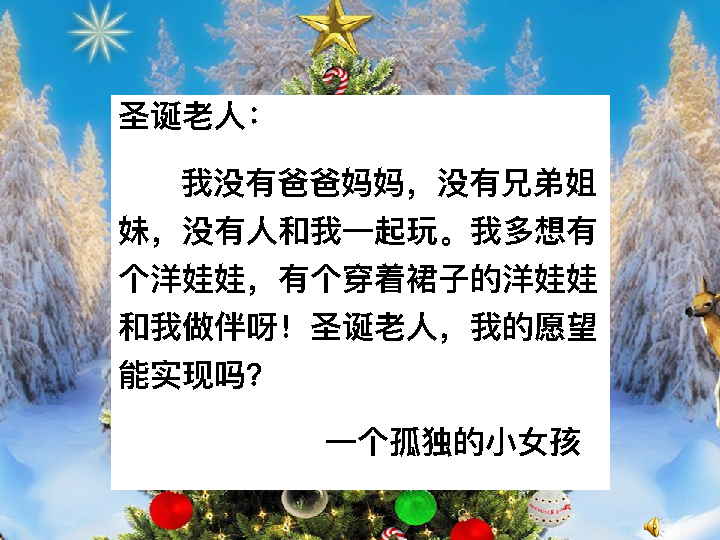 圣诞老人：
我没有爸爸妈妈，没有兄弟姐
妹，没有人和我一起玩。我多想有
个洋娃娃，有个穿着裙子的洋娃娃
和我做伴呀！圣诞老人，我的愿望
能实现吗？
一个孤独的小女孩